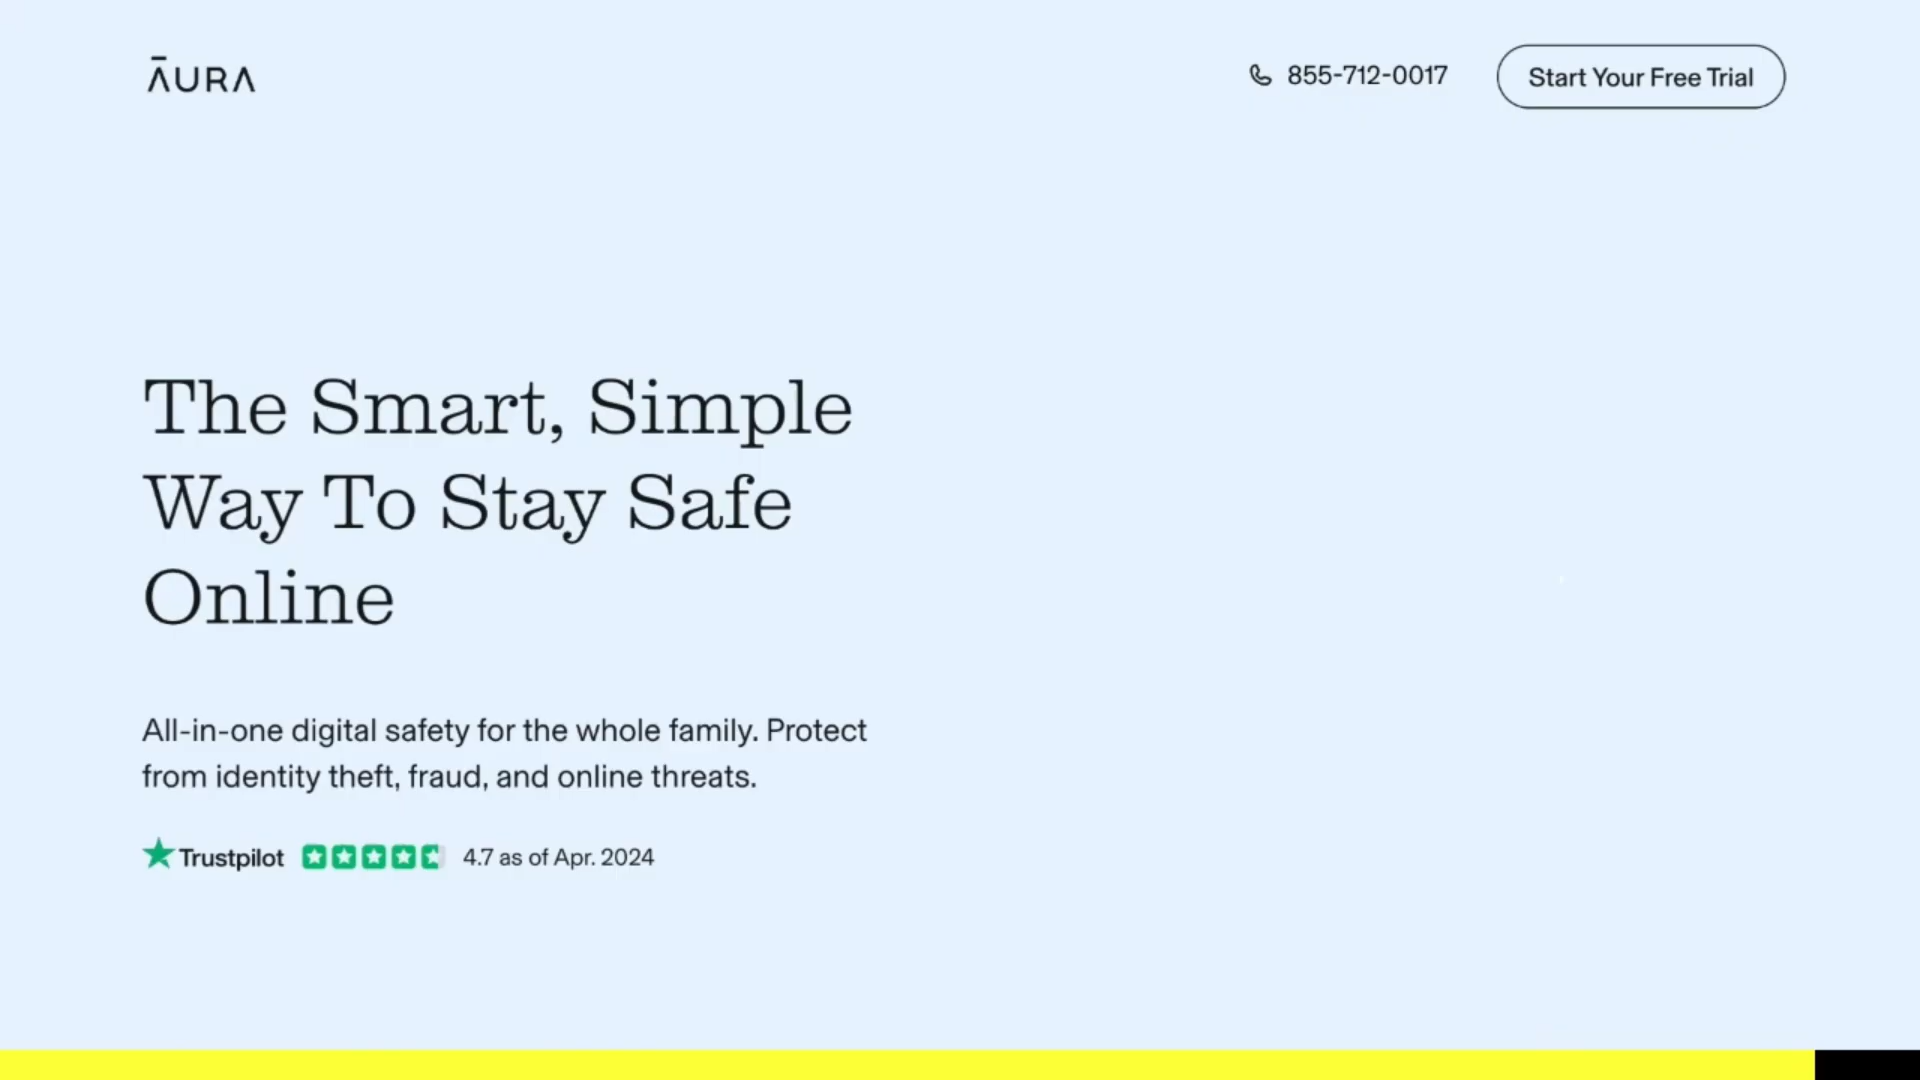 ĀURA
855-712-0017
Start Your Free Trial
The Smart, Simple
Way To Stay Safe
Online
All-in-one digital safety for the whole family. Protect
from identity theft, fraud, and online threats.
Trustpilot 4.7 as of Apr. 2024